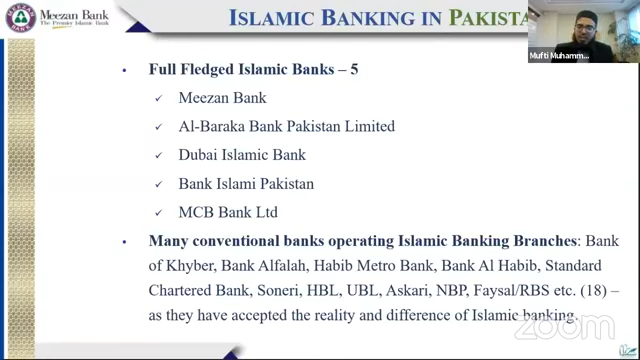 Meezan Bank
The Premier Islamic Bank
ISLAMIC BANKING IN PAKISTA
Mufti Muhamm...
• Full Fledged Islamic Banks – 5
✓ Meezan Bank
✓ Al-Baraka Bank Pakistan Limited
✓ Dubai Islamic Bank
✓ Bank Islami Pakistan
✓ MCB Bank Ltd
• Many conventional banks operating Islamic Banking Branches: Bank
of Khyber, Bank Alfalah, Habib Metro Bank, Bank Al Habib, Standard
Chartered Bank, Soneri, HBL, UBL, Askari, NBP, Faysal/RBS etc. (18) –
as they have accepted the reality and difference of Islamic banking.
zoom